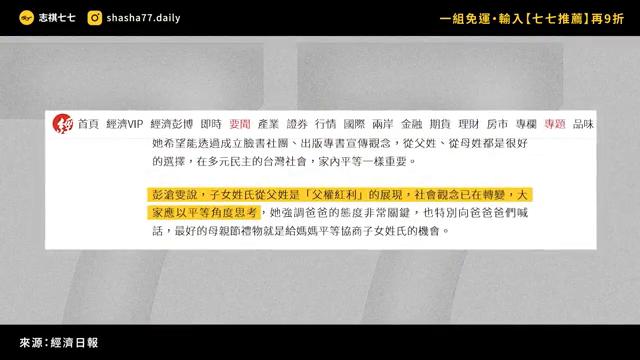 志祺七七
shasha77.daily
一組免運・輸入【七七推薦】再9折
經
首頁 經濟VIP 經濟彭博 即時 要聞 產業 證券 行情 國際 兩岸 金融 期貨 理財 房市 專欄 專題 品味
她希望能透過成立臉書社團、出版專書宣傳觀念，從父姓、從母姓都是很好
的選擇，在多元民主的台灣社會，家內平等一樣重要。
彭滄雯說，子女姓氏從父姓是「父權紅利」的展現，社會觀念已在轉變，大
家應以平等角度思考，她強調爸爸的態度非常關鍵，也特別向爸爸爸們喊
話，最好的母親節禮物就是給媽媽平等協商子女姓氏的機會。
來源：經濟日報